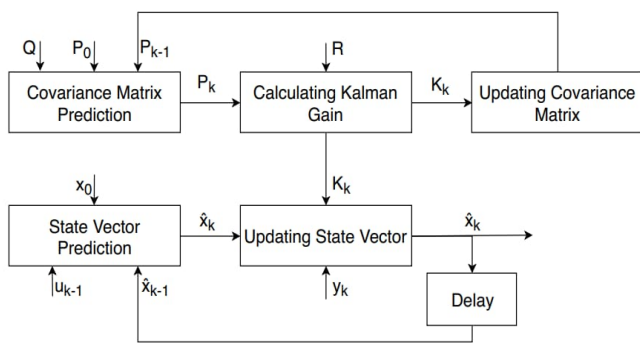 Q P₀ Pₖ₋₁ R
Covariance Matrix
Prediction
Pₖ
Calculating Kalman
Gain
Kₖ
Updating Covariance
Matrix
x₀
Kₖ
State Vector
Prediction
x̂ₖ
Updating State Vector
x̂ₖ
uₖ₋₁ x̂ₖ₋₁ yₖ
Delay